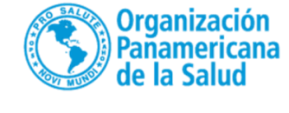 PRO SALUTE
NOVI MUNDI
Organización
Panamericana
de la Salud